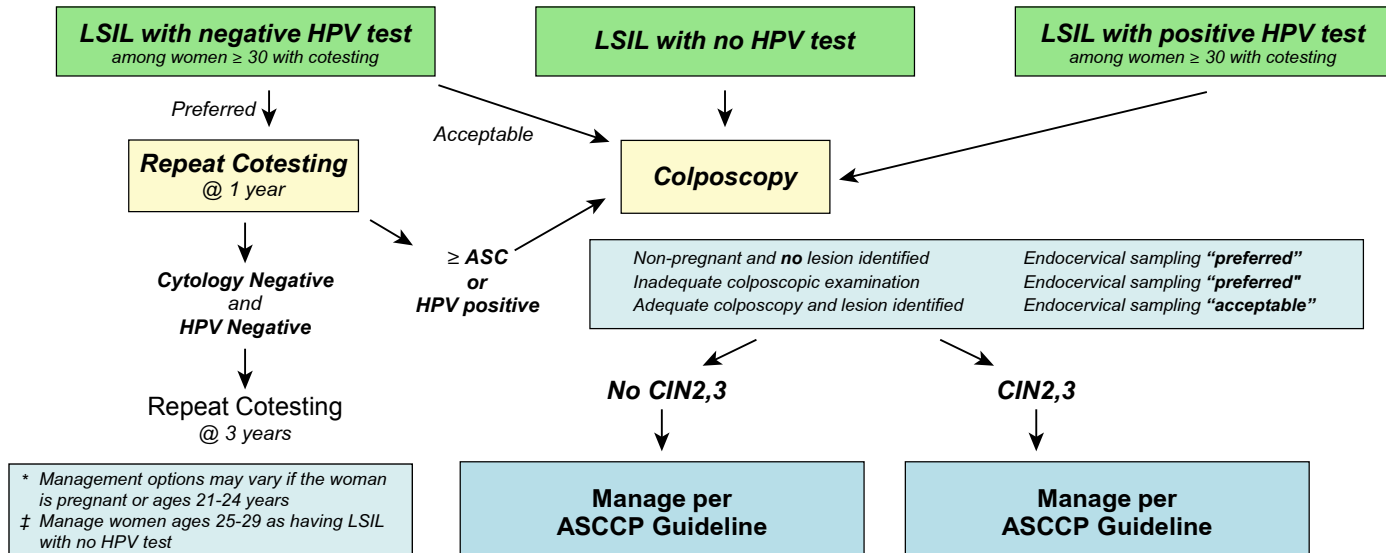 LSIL with negative HPV test
among women ≥ 30 with cotesting
LSIL with no HPV test
LSIL with positive HPV test
among women ≥ 30 with cotesting
Preferred
Acceptable
Repeat Cotesting
@ 1 year
Colposcopy
≥ ASC
or
HPV positive
Cytology Negative
and
HPV Negative
Repeat Cotesting
@ 3 years
Non-pregnant and no lesion identified Endocervical sampling “preferred”
Inadequate colposcopic examination Endocervical sampling “preferred"
Adequate colposcopy and lesion identified Endocervical sampling “acceptable”
No CIN2,3
CIN2,3
Manage per
ASCCP Guideline
Manage per
ASCCP Guideline
* Management options may vary if the woman
is pregnant or ages 21-24 years
‡ Manage women ages 25-29 as having LSIL
with no HPV test